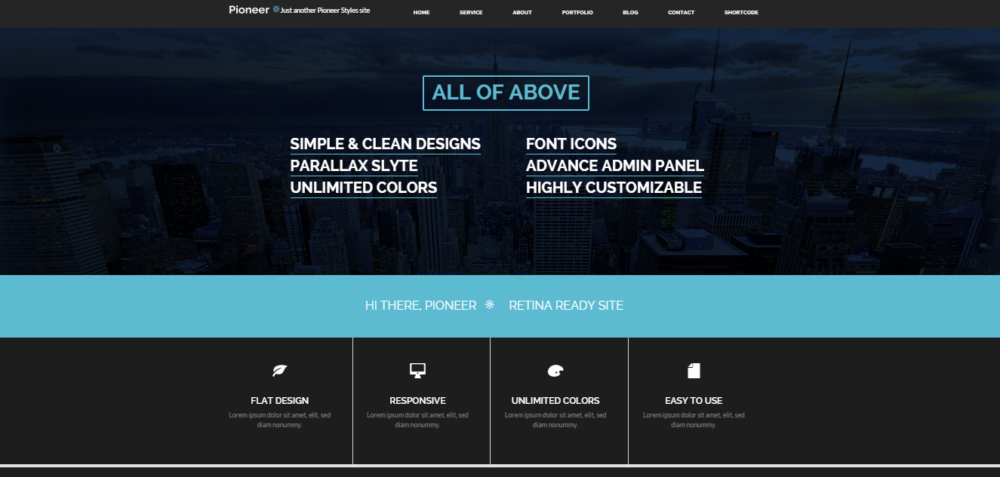 Pioneer Just another Pioneer Styles site
HOME SERVICE ABOUT PORTFOLIO BLOG CONTACT SHORTCODE
ALL OF ABOVE
SIMPLE & CLEAN DESIGNS
PARALLAX SLYTE
UNLIMITED COLORS
FONT ICONS
ADVANCE ADMIN PANEL
HIGHLY CUSTOMIZABLE
HI THERE, PIONEER RETINA READY SITE
FLAT DESIGN
Lorem ipsum dolor sit amet, elit, sed
diam nonummy.
RESPONSIVE
Lorem ipsum dolor sit amet, elit, sed
diam nonummy.
UNLIMITED COLORS
Lorem ipsum dolor sit amet, elit, sed
diam nonummy.
EASY TO USE
Lorem ipsum dolor sit amet, elit, sed
diam nonummy.